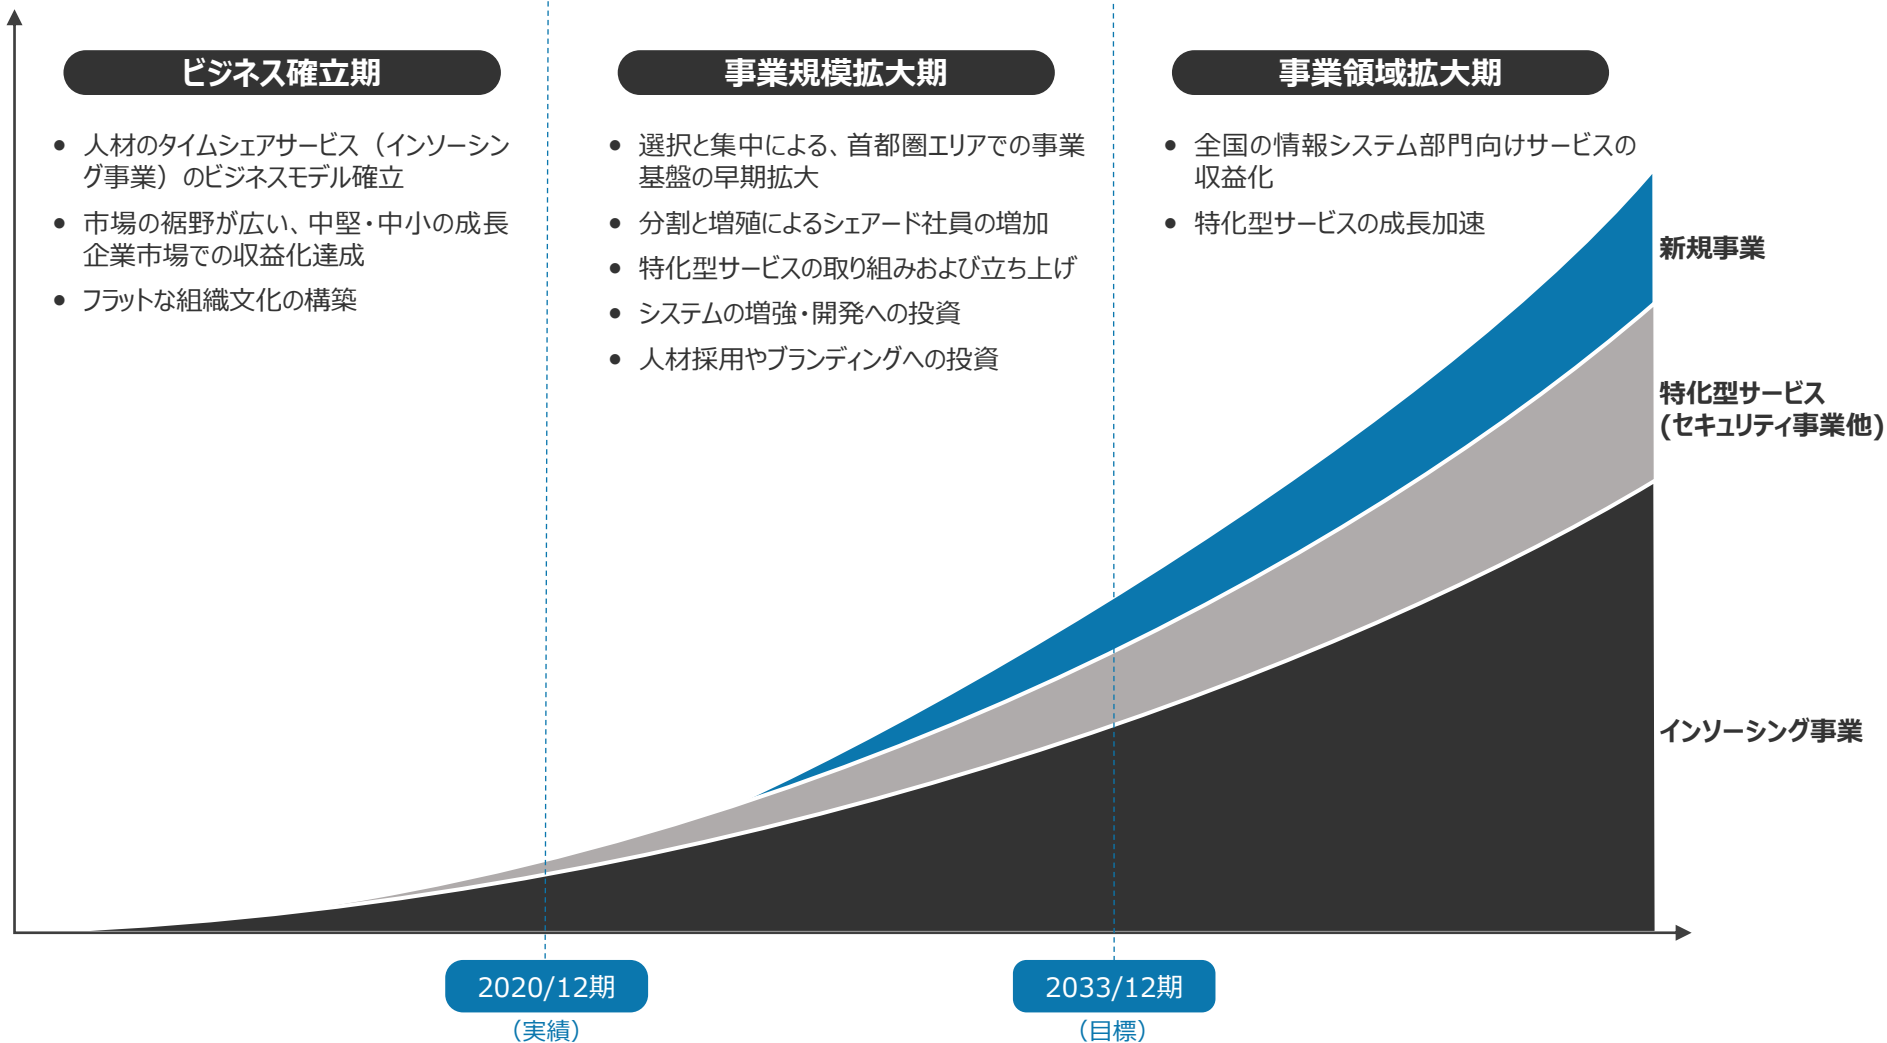 ビジネス確立期
• 人材のタイムシェアサービス（インソーシン
グ事業）のビジネスモデル確立
• 市場の裾野が広い、中堅・中小の成長
企業市場での収益化達成
• フラットな組織文化の構築
事業規模拡大期
• 選択と集中による、首都圏エリアでの事業
基盤の早期拡大
• 分割と増殖によるシェアード社員の増加
• 特化型サービスの取り組みおよび立ち上げ
• システムの増強・開発への投資
• 人材採用やブランディングへの投資
事業領域拡大期
• 全国の情報システム部門向けサービスの
収益化
• 特化型サービスの成長加速
新規事業
特化型サービス
(セキュリティ事業他)
インソーシング事業
2020/12期
（実績）
2033/12期
（目標）